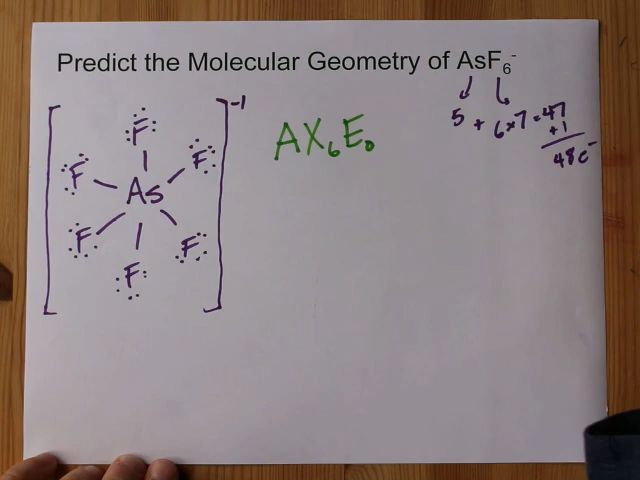 Predict the Molecular Geometry of AsF₆⁻
5 + 6×7 = 47
+1
48e⁻
-1
AX₆E₀
F
F F
As
F F
F